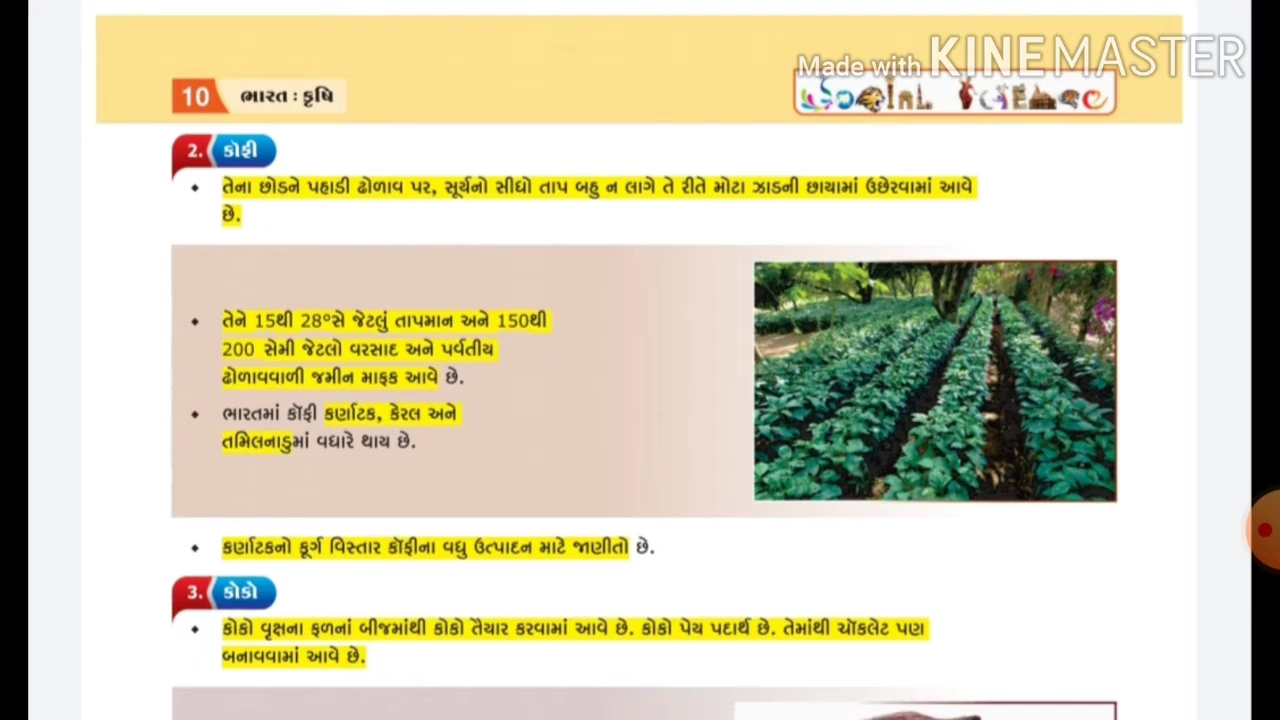 Made with KINEMASTER
10 ભારત : કૃષિ
Social Science
2. કોફી
⬥ તેના છોડને પહાડી ઢોળાવ પર, સૂર્યનો સીધો તાપ બહુ ન લાગે તે રીતે મોટા ઝાડની છાયામાં ઉછેરવામાં આવે
છે.
⬥ તેને 15થી 28°સે જેટલું તાપમાન અને 150થી
200 સેમી જેટલો વરસાદ અને પર્વતીય
ઢોળાવવાળી જમીન માફક આવે છે.
⬥ ભારતમાં કૉફી કર્ણાટક, કેરલ અને
તમિલનાડુમાં વધારે થાય છે.
⬥ કર્ણાટકનો કૂર્ગ વિસ્તાર કૉફીના વધુ ઉત્પાદન માટે જાણીતો છે.
3. કોકો
⬥ કોકો વૃક્ષના ફળનાં બીજમાંથી કોકો તૈયાર કરવામાં આવે છે. કોકો પેય પદાર્થ છે. તેમાંથી ચૉકલેટ પણ
બનાવવામાં આવે છે.